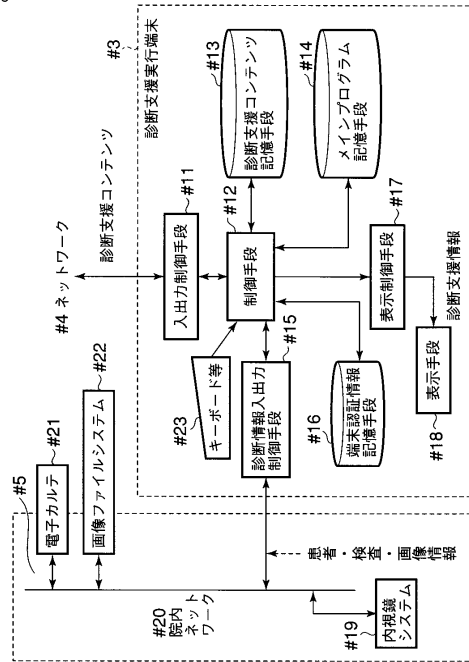 #3
診断支援実行端末
#4 ネットワーク
診断支援コンテンツ
#11
入出力制御手段
#12
制御手段
#13
診断支援コンテンツ
記憶手段
#14
メインプログラム
記憶手段
#23
キーボード等
#15
診断情報入出力
制御手段
#16
端末認証情報
記憶手段
#17
表示制御手段
診断支援情報
#18
表示手段
#5
#21
電子カルテ
#22
画像ファイルシステム
#20
院内
ネット
ワーク
患者・検査・画像情報
#19
内視鏡
システム